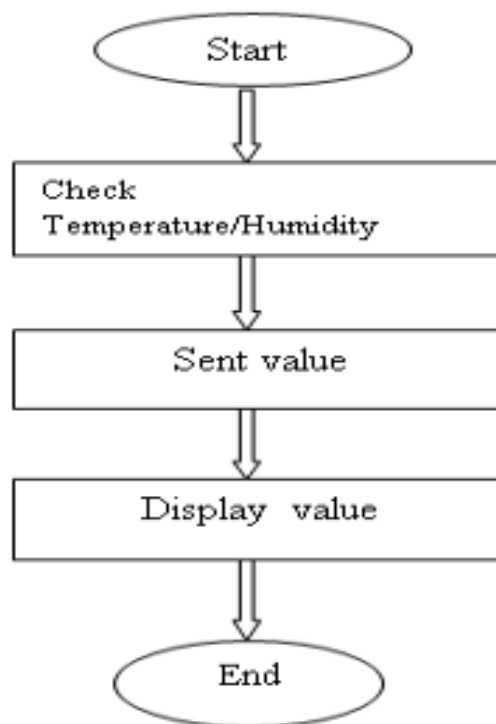 Start
Check
Temperature/Humidity
Sent value
Display value
End